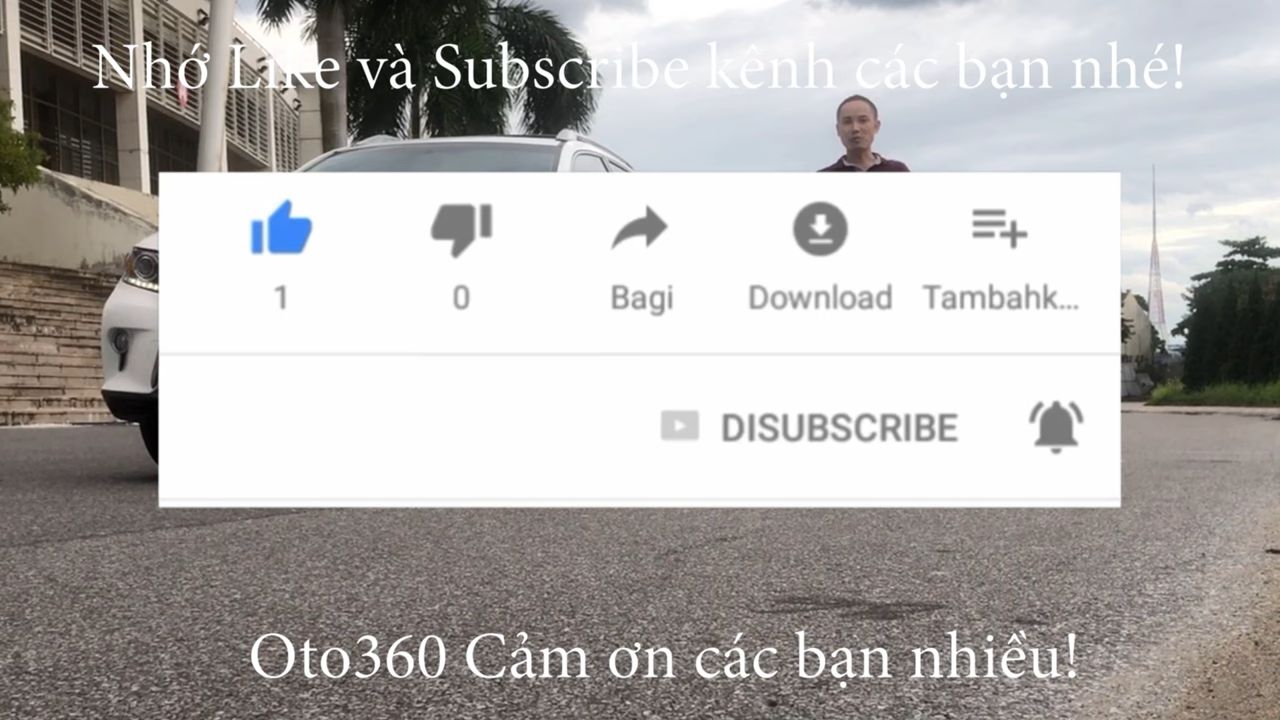 Nhớ Like và Subscribe kênh các bạn nhé!
1 0 Bagi Download Tambahk...
DISUBSCRIBE
Oto360 Cảm ơn các bạn nhiều!